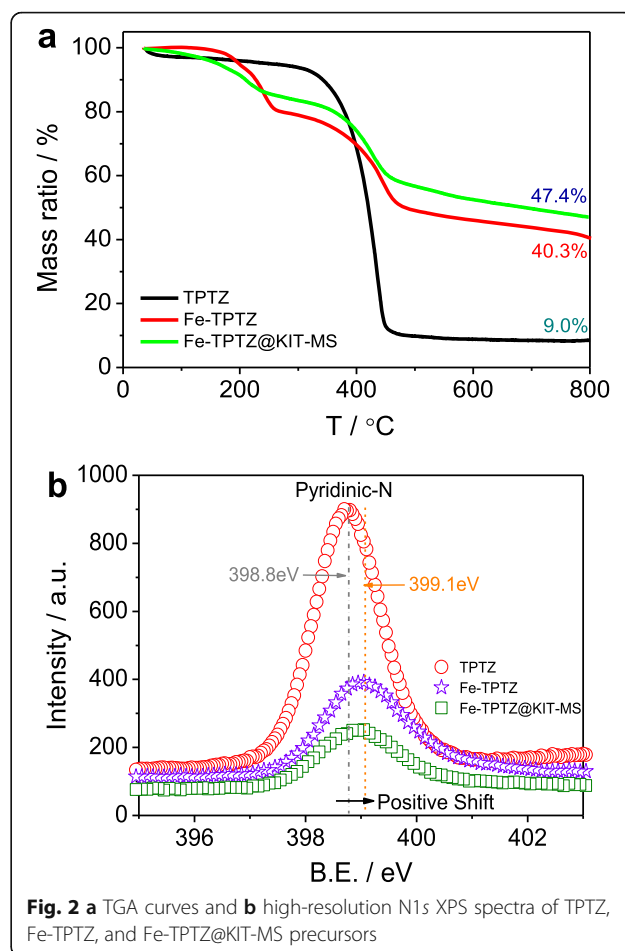 a
100
80
60
40
20
0
Mass ratio / %
47.4%
40.3%
9.0%
TPTZ
Fe-TPTZ
Fe-TPTZ@KIT-MS
0 200 400 600 800
T / °C
b
1000
800
600
400
200
0
Intensity / a.u.
Pyridinic-N
398.8eV
399.1eV
TPTZ
Fe-TPTZ
Fe-TPTZ@KIT-MS
Positive Shift
396 398 400 402
B.E. / eV
Fig. 2 a TGA curves and b high-resolution N1s XPS spectra of TPTZ,
Fe-TPTZ, and Fe-TPTZ@KIT-MS precursors